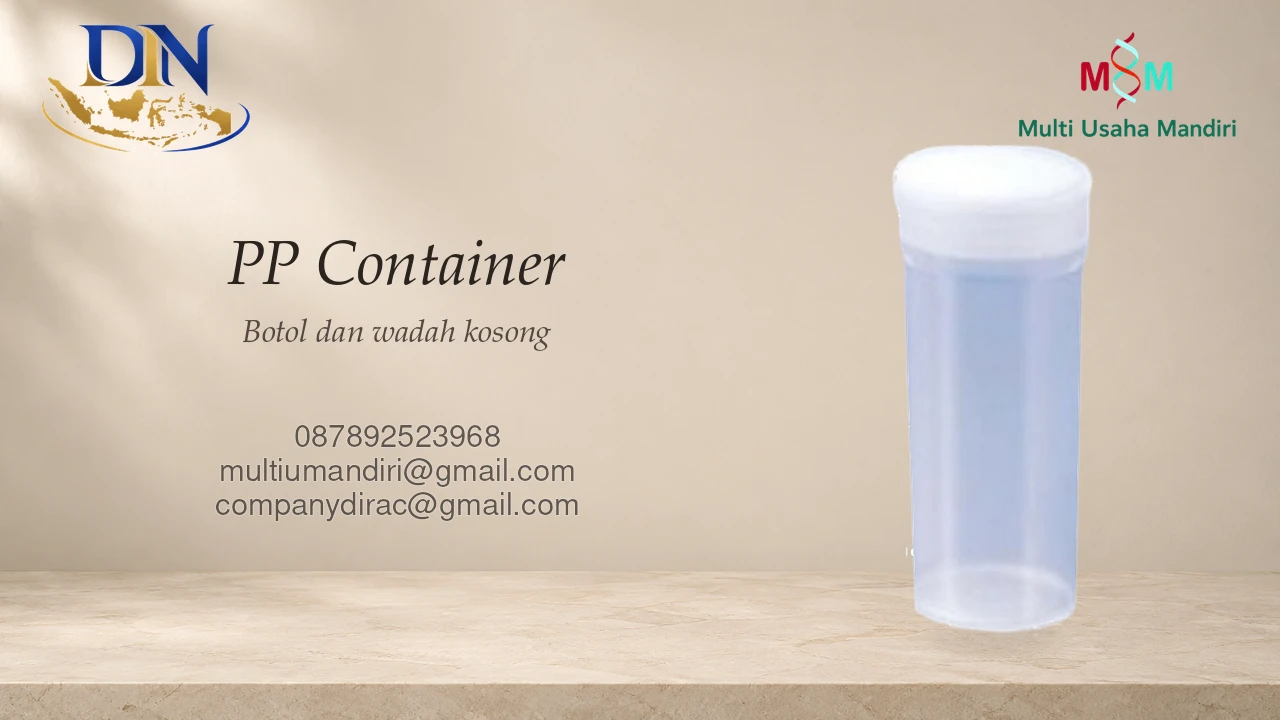 DN
MSM
Multi Usaha Mandiri
PP Container
Botol dan wadah kosong
087892523968
multiumandiri@gmail.com
companydirac@gmail.com